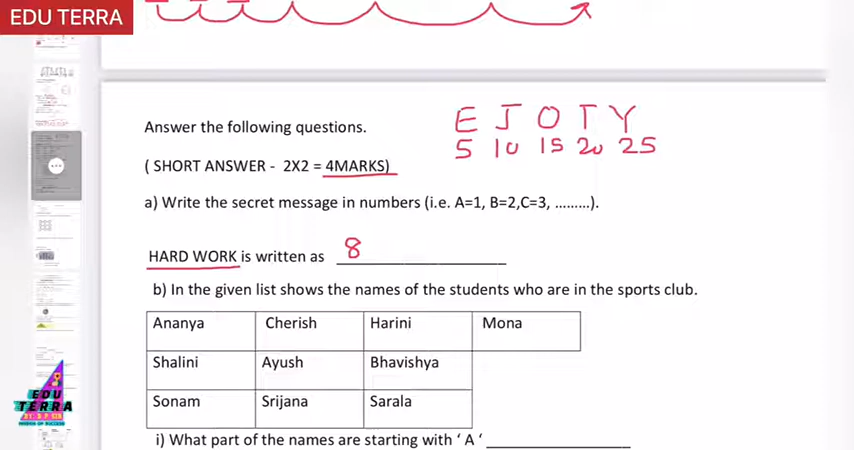 EDU TERRA
E J O T Y
5 10 15 20 25
Answer the following questions.
( SHORT ANSWER - 2X2 = 4MARKS)
a) Write the secret message in numbers (i.e. A=1, B=2,C=3, .........).
HARD WORK is written as 8
b) In the given list shows the names of the students who are in the sports club.
Ananya Cherish Harini Mona
Shalini Ayush Bhavishya
Sonam Srijana Sarala
i) What part of the names are starting with ‘ A ‘
EDU
TERRA